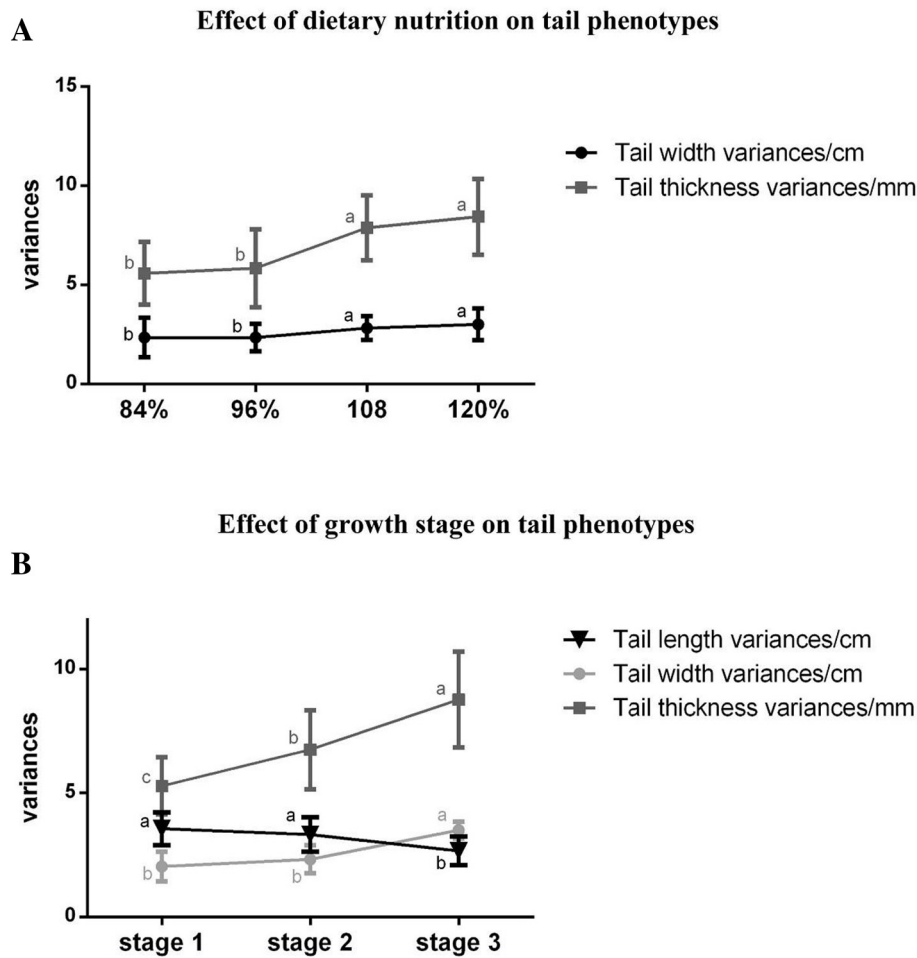 A
Effect of dietary nutrition on tail phenotypes
15
10
5
0
variances
b
b
a
a
b
b
a
a
84% 96% 108 120%
Tail width variances/cm
Tail thickness variances/mm
Effect of growth stage on tail phenotypes
B
10
5
0
variances
c
b
a
a
a
b
b
b
a
stage 1 stage 2 stage 3
Tail length variances/cm
Tail width variances/cm
Tail thickness variances/mm